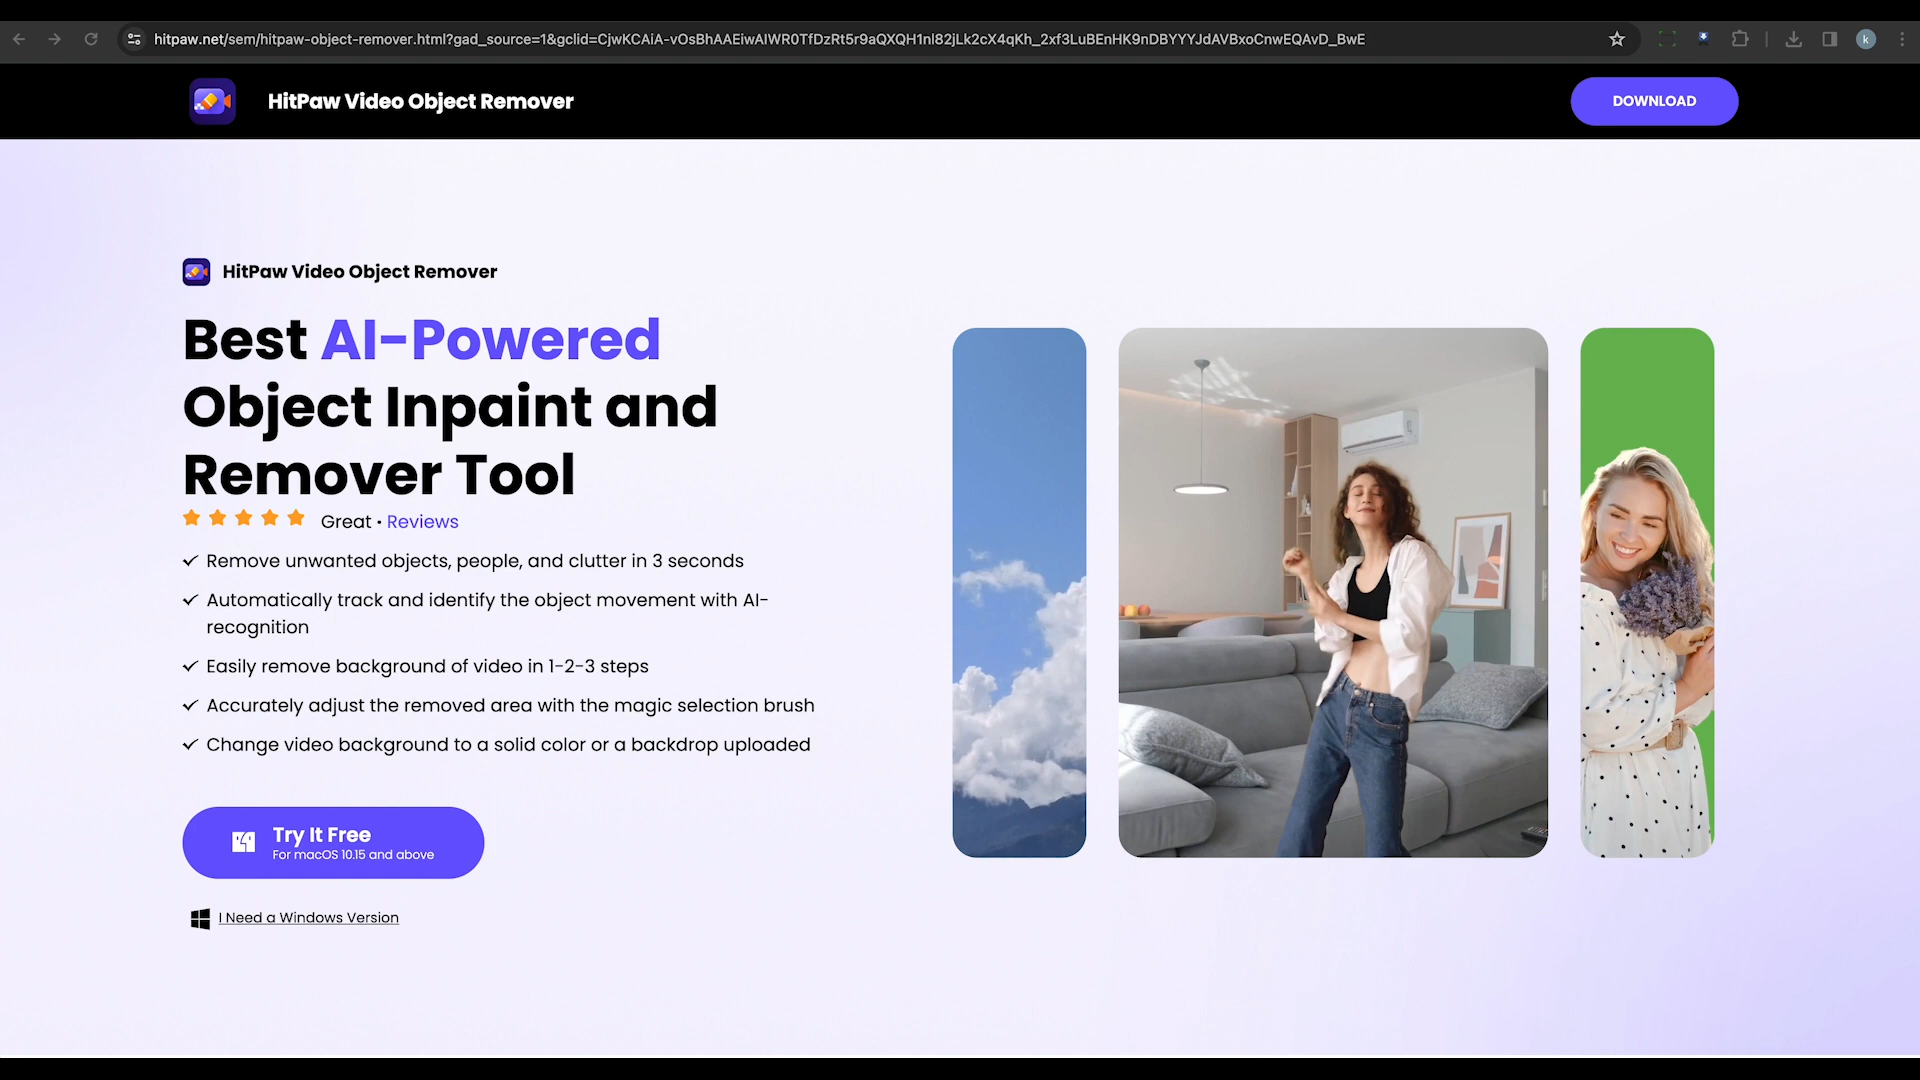 hitpaw.net/sem/hitpaw-object-remover.html?gad_source=1&gclid=CjwKCAiA-vOsBhAAEiwAIWR0TfDzRt5r9aQXQH1nl82jLk2cX4qKh_2xf3LuBEnHK9nDBYYYJdAVBxoCnwEQAvD_BwE
k
HitPaw Video Object Remover
DOWNLOAD
HitPaw Video Object Remover
Best AI-Powered
Object Inpaint and
Remover Tool
Great • Reviews
Remove unwanted objects, people, and clutter in 3 seconds
Automatically track and identify the object movement with AI-
recognition
Easily remove background of video in 1-2-3 steps
Accurately adjust the removed area with the magic selection brush
Change video background to a solid color or a backdrop uploaded
Try It Free
For macOS 10.15 and above
I Need a Windows Version